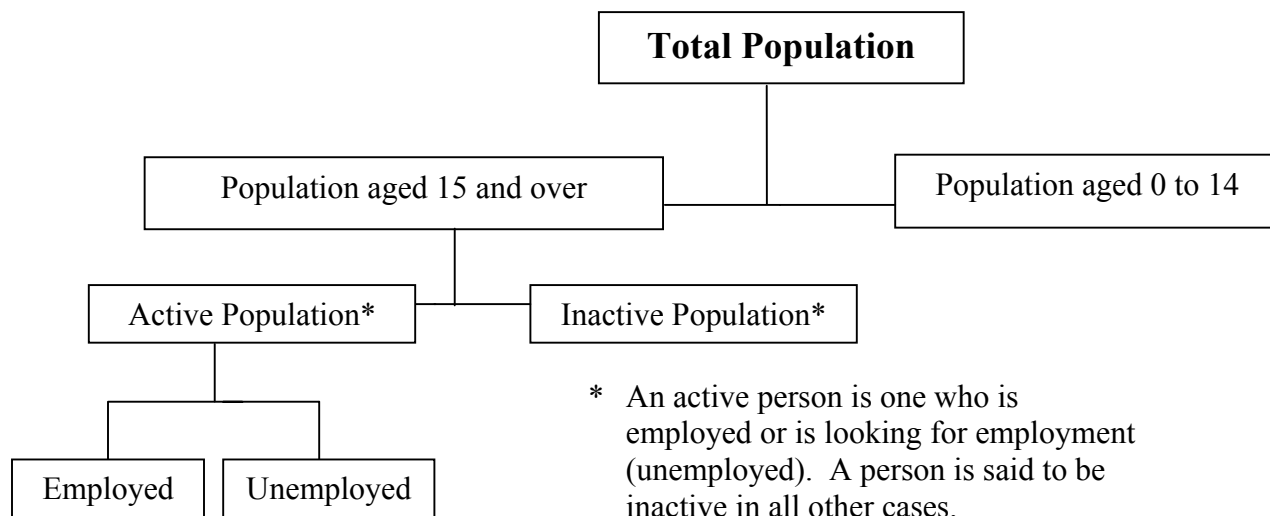 Total Population
Population aged 15 and over
Population aged 0 to 14
Active Population*
Inactive Population*
* An active person is one who is
employed or is looking for employment
(unemployed). A person is said to be
inactive in all other cases.
Employed
Unemployed